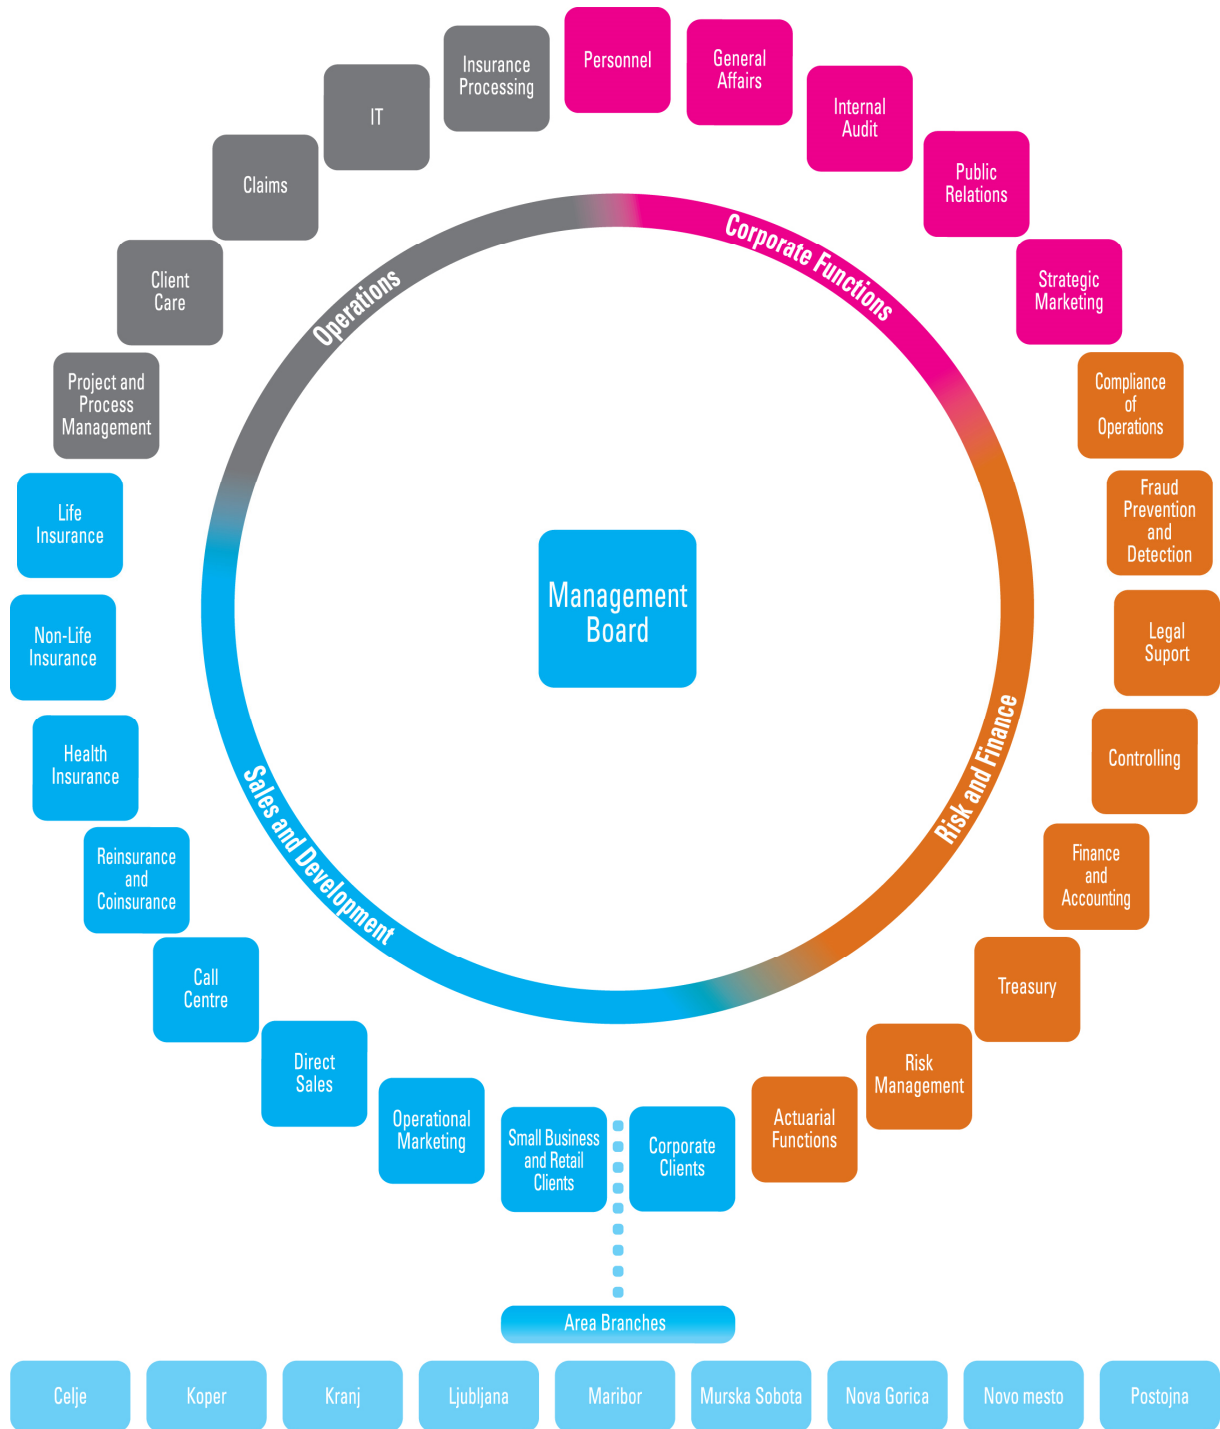 Personnel
General
Affairs
Internal
Audit
Public
Relations
Strategic
Marketing
Compliance
of
Operations
Fraud
Prevention
and
Detection
Legal
Suport
Controlling
Finance
and
Accounting
Treasury
Risk
Management
Actuarial
Functions
Corporate
Clients
Small Business
and Retail
Clients
Operational
Marketing
Direct
Sales
Call
Centre
Reinsurance
and
Coinsurance
Health
Insurance
Non-Life
Insurance
Life
Insurance
Project and
Process
Management
Client
Care
Claims
IT
Insurance
Processing
Corporate Functions
Risk and Finance
Sales and Development
Operations
Management
Board
Area Branches
Celje
Koper
Kranj
Ljubljana
Maribor
Murska Sobota
Nova Gorica
Novo mesto
Postojna